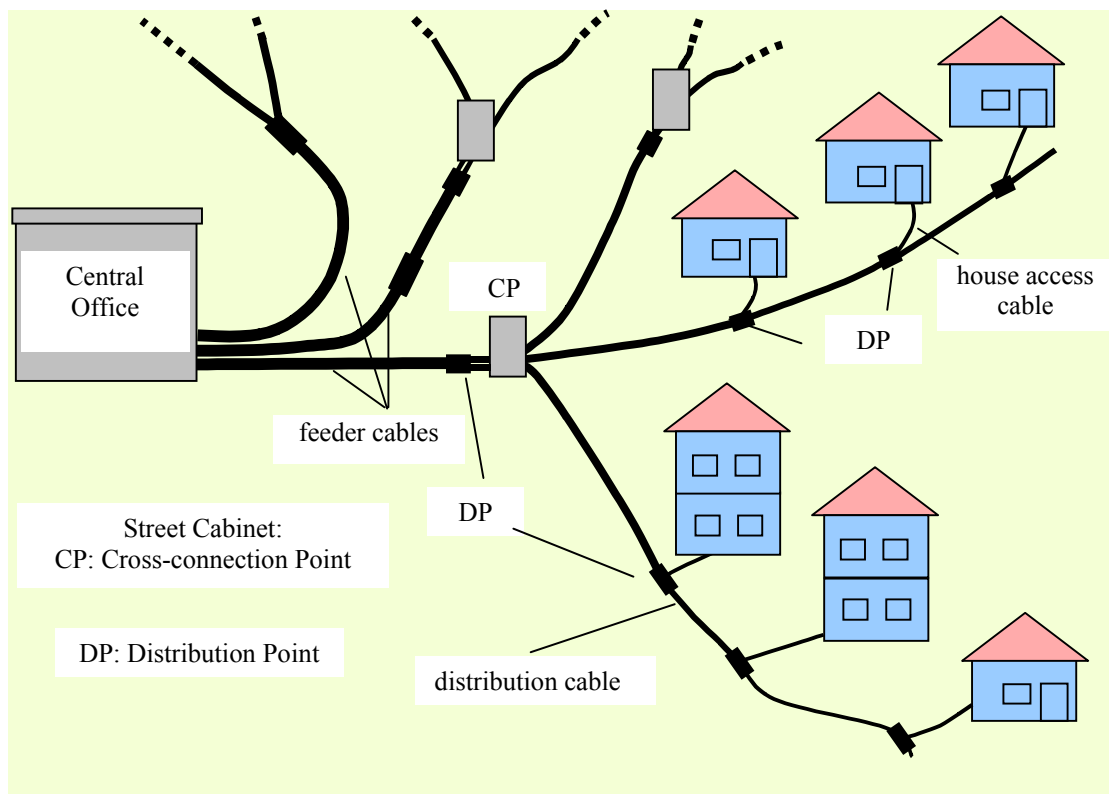 Central
Office
CP
house access
cable
DP
feeder cables
DP
Street Cabinet:
CP: Cross-connection Point
DP: Distribution Point
distribution cable